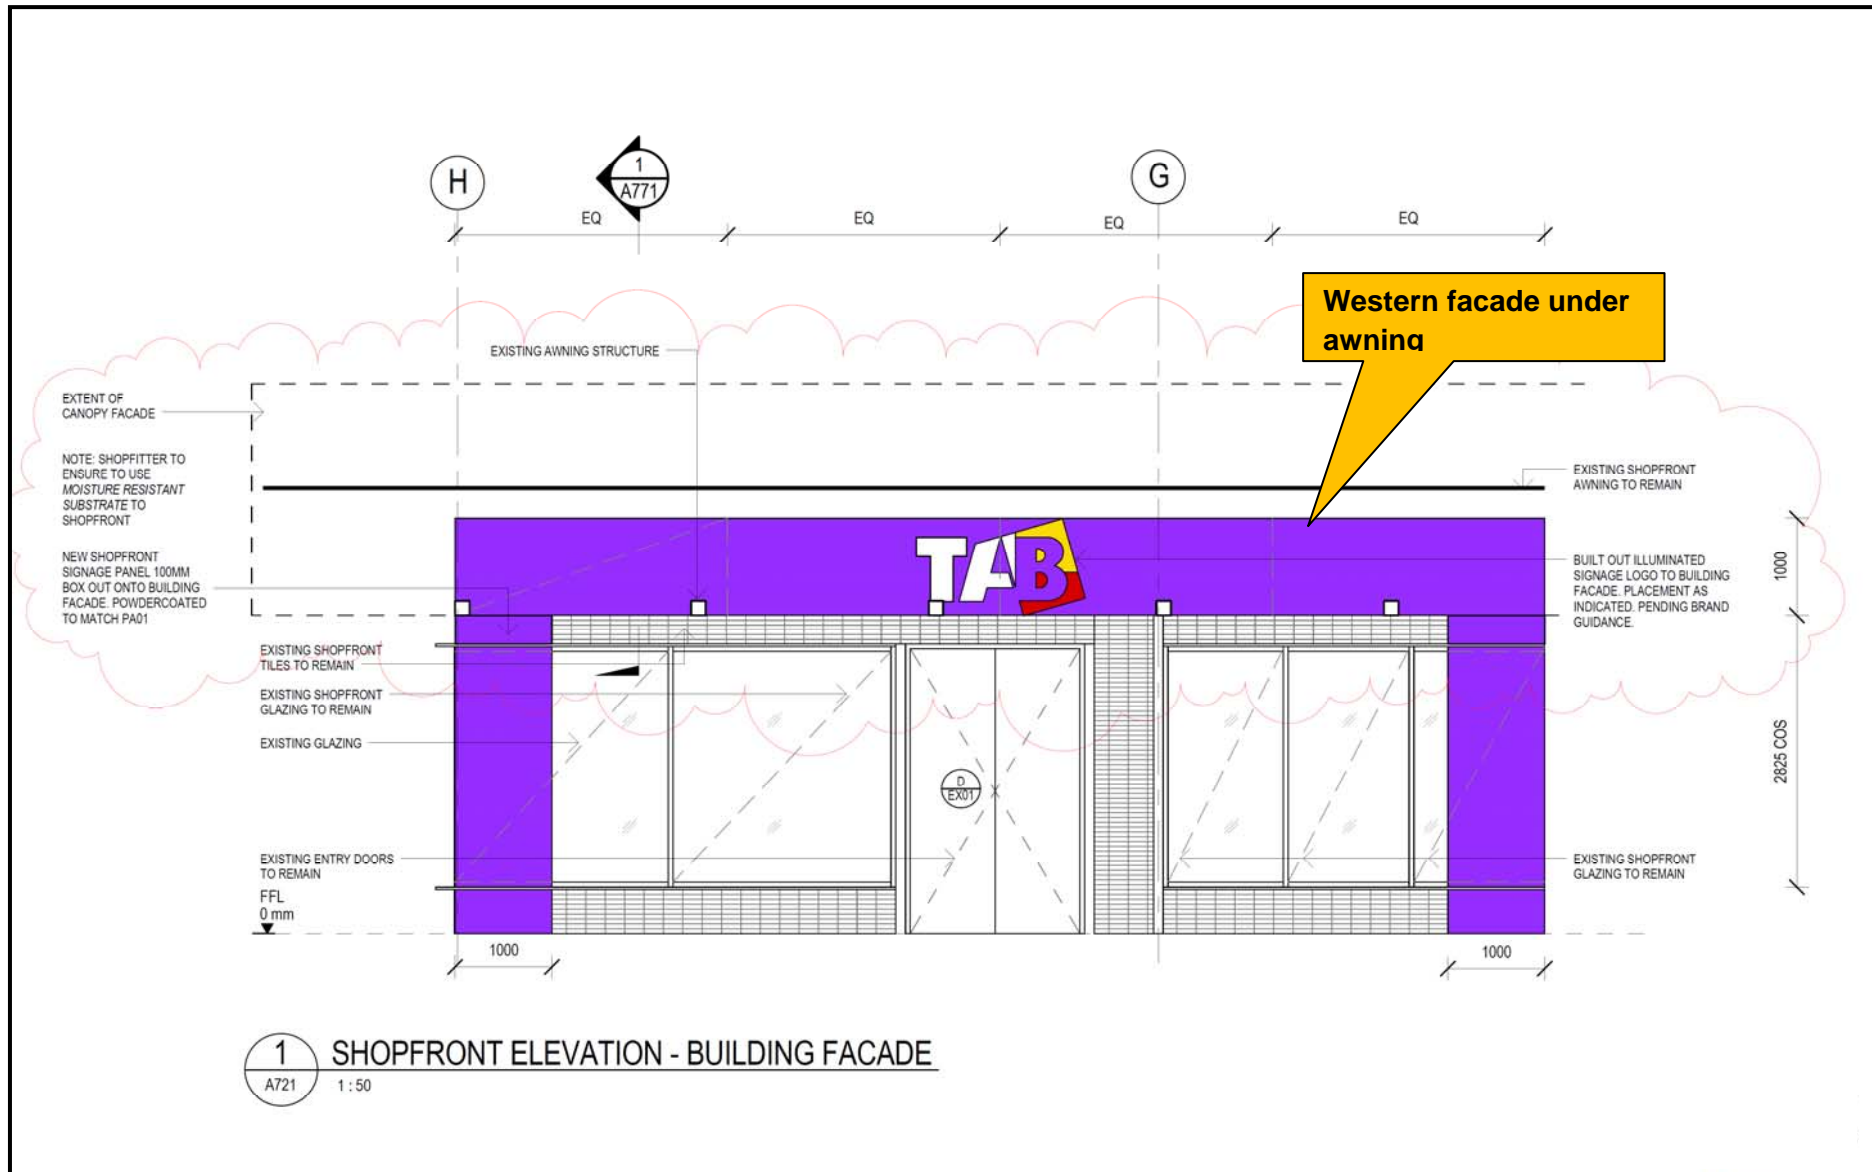 H
1
A771
G
EQ
EQ
EQ
EQ
Western facade under
awning
EXISTING AWNING STRUCTURE
EXTENT OF
CANOPY FACADE
NOTE: SHOPFITTER TO
ENSURE TO USE
MOISTURE RESISTANT
SUBSTRATE TO
SHOPFRONT
NEW SHOPFRONT
SIGNAGE PANEL 100MM
BOX OUT ONTO BUILDING
FACADE. POWDERCOATED
TO MATCH PA01
EXISTING SHOPFRONT
AWNING TO REMAIN
TAB
BUILT OUT ILLUMINATED
SIGNAGE LOGO TO BUILDING
FACADE. PLACEMENT AS
INDICATED. PENDING BRAND
GUIDANCE.
1000
EXISTING SHOPFRONT
TILES TO REMAIN
EXISTING SHOPFRONT
GLAZING TO REMAIN
EXISTING GLAZING
2825 COS
D
EX01
EXISTING ENTRY DOORS
TO REMAIN
EXISTING SHOPFRONT
GLAZING TO REMAIN
FFL
0 mm
1000
1000
1
A721
SHOPFRONT ELEVATION - BUILDING FACADE
1 : 50